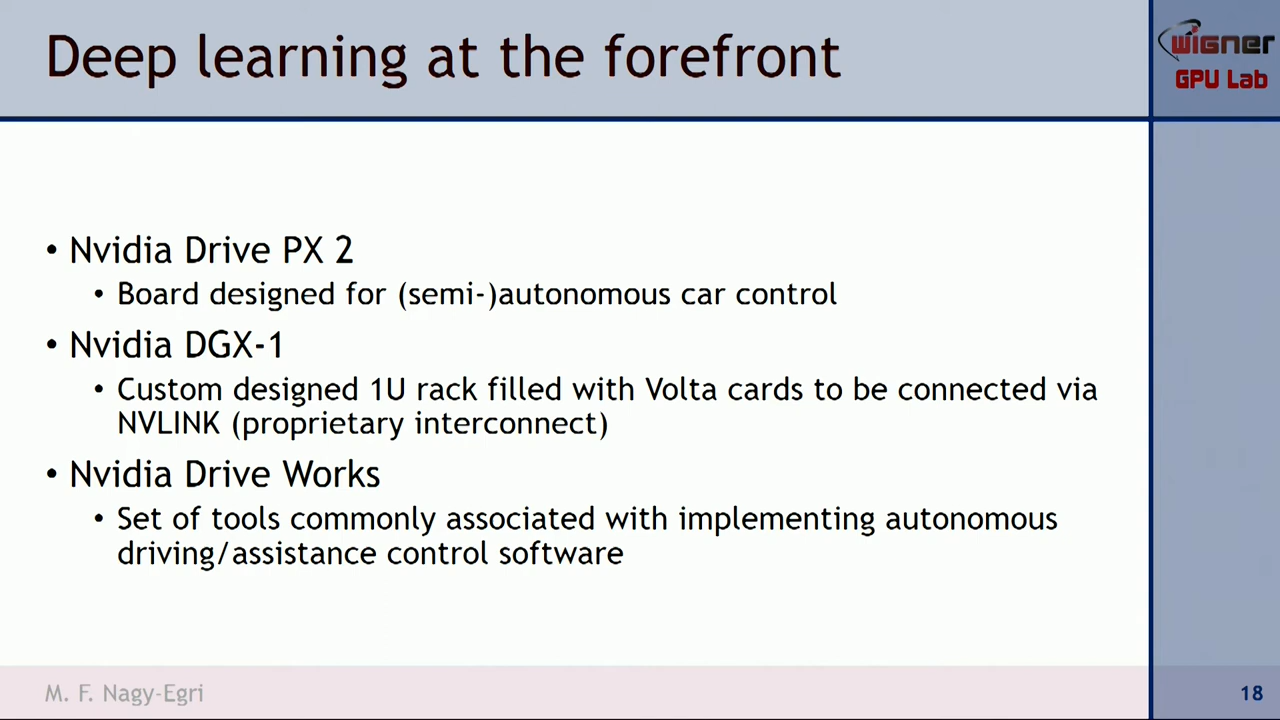 Deep learning at the forefront
Wigner
GPU Lab
• Nvidia Drive PX 2
• Board designed for (semi-)autonomous car control
• Nvidia DGX-1
• Custom designed 1U rack filled with Volta cards to be connected via
NVLINK (proprietary interconnect)
• Nvidia Drive Works
• Set of tools commonly associated with implementing autonomous
driving/assistance control software
M. F. Nagy-Egri
18